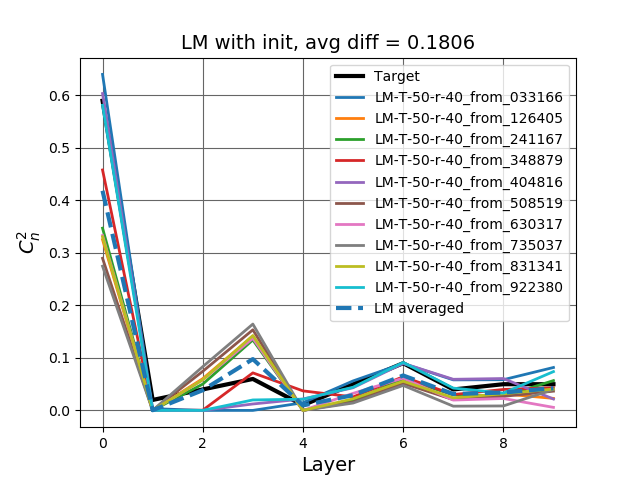 LM with init, avg diff = 0.1806
Target
LM-T-50-r-40_from_033166
LM-T-50-r-40_from_126405
LM-T-50-r-40_from_241167
LM-T-50-r-40_from_348879
LM-T-50-r-40_from_404816
LM-T-50-r-40_from_508519
LM-T-50-r-40_from_630317
LM-T-50-r-40_from_735037
LM-T-50-r-40_from_831341
LM-T-50-r-40_from_922380
LM averaged
0.6
0.5
0.4
0.3
0.2
0.1
0.0
$C_n^2$
0 2 4 6 8
Layer